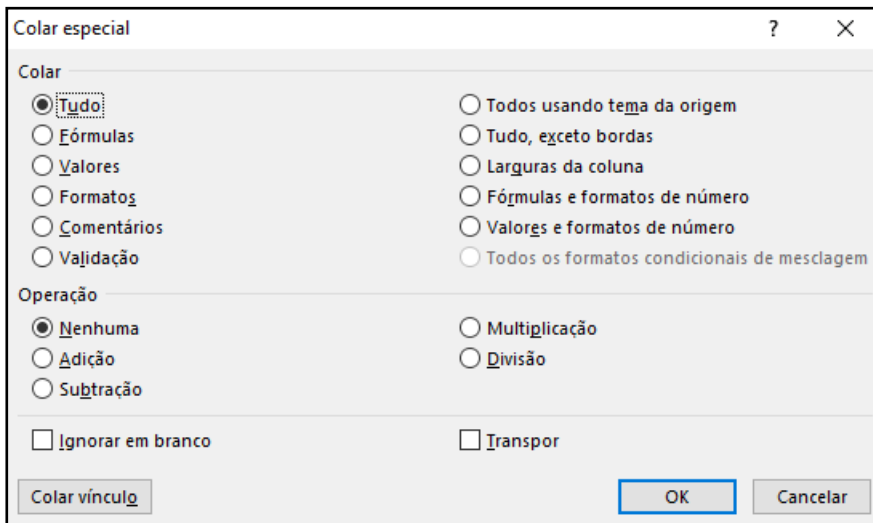 Colar especial ? X
Colar
Tudo
Fórmulas
Valores
Formatos
Comentários
Validação
Todos usando tema da origem
Tudo, exceto bordas
Larguras da coluna
Fórmulas e formatos de número
Valores e formatos de número
Todos os formatos condicionais de mesclagem
Operação
Nenhuma
Adição
Subtração
Multiplicação
Divisão
Ignorar em branco
Transpor
Colar vínculo
OK
Cancelar